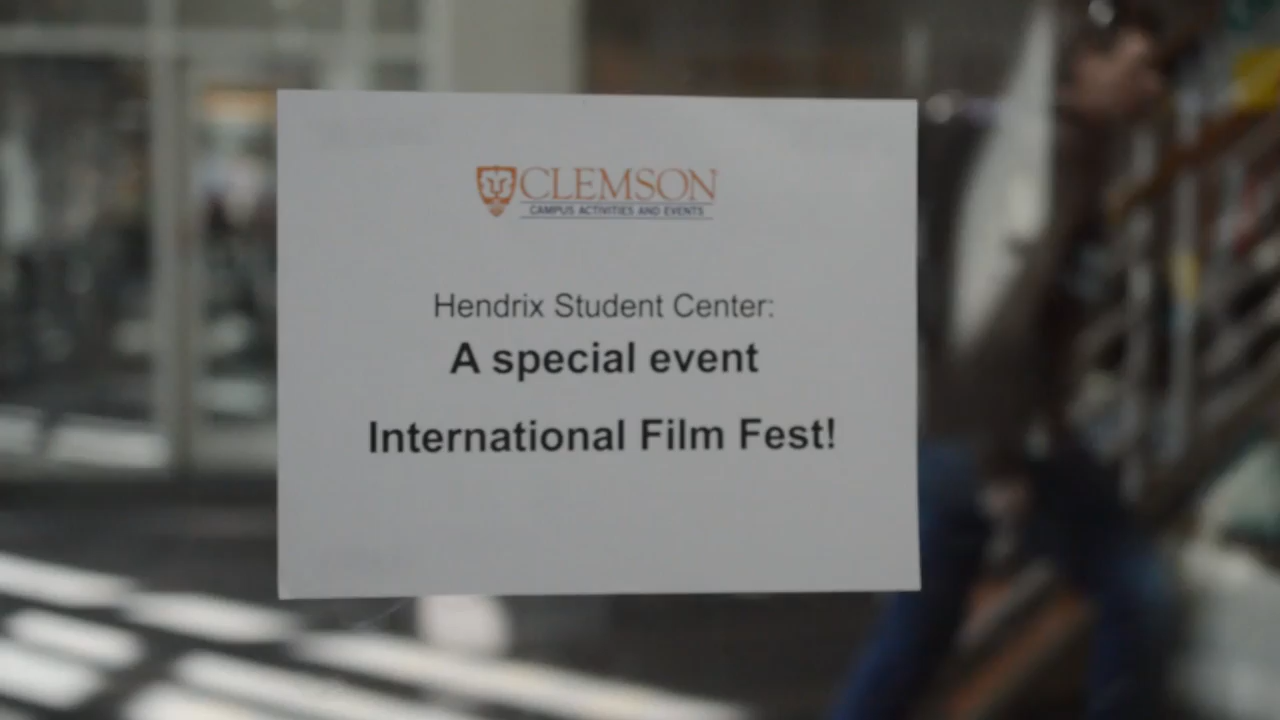 CLEMSON
CAMPUS ACTIVITIES AND EVENTS
Hendrix Student Center:
A special event
International Film Fest!